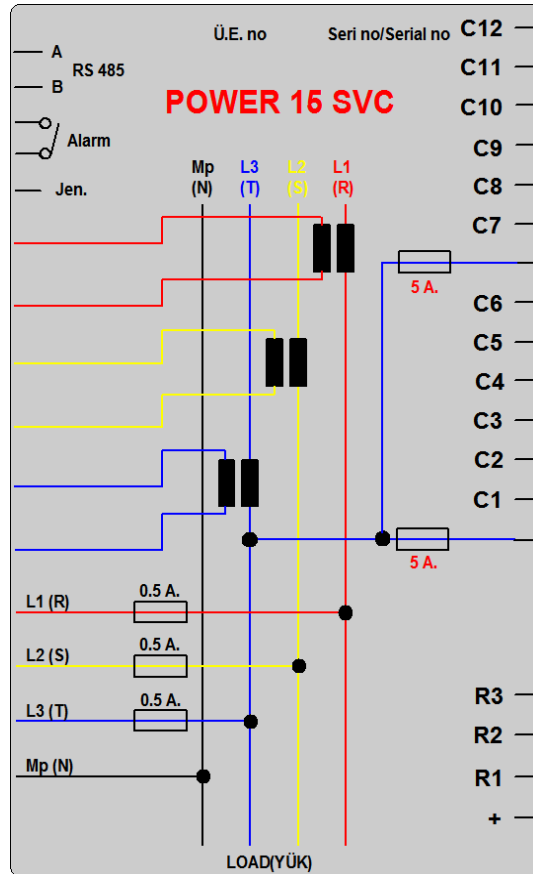 Ü.E. no
Seri no/Serial no
A
B
RS 485
POWER 15 SVC
Alarm
Jen.
Mp
(N)
L3
(T)
L2
(S)
L1
(R)
C12
C11
C10
C9
C8
C7
5 A.
C6
C5
C4
C3
C2
C1
5 A.
L1 (R)
0.5 A.
L2 (S)
0.5 A.
L3 (T)
0.5 A.
Mp (N)
R3
R2
R1
+
LOAD(YÜK)